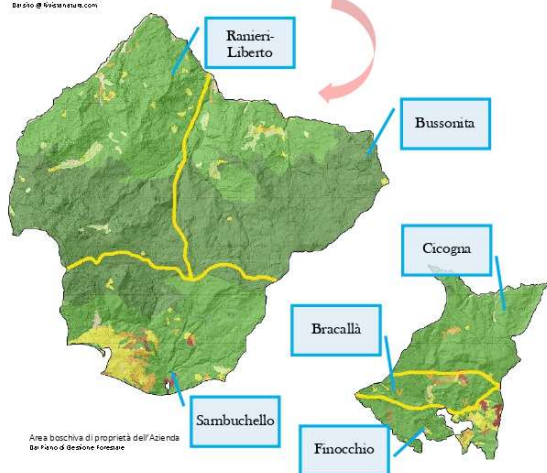 Ranieri-
Liberto
Bussonita
Cicogna
Bracallà
Sambuchello
Finocchio
Area boschiva di proprietà dell'Azienda
Dal Piano di Gestione Forestale